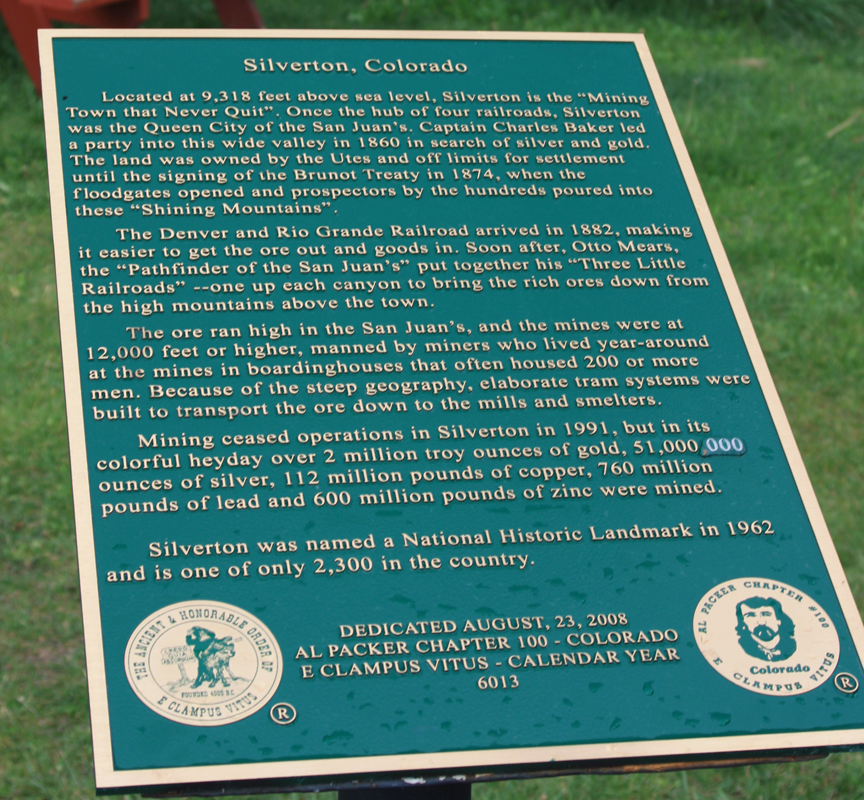 Silverton, Colorado
Located at 9,318 feet above sea level, Silverton is the "Mining
Town that Never Quit". Once the hub of four railroads, Silverton
was the Queen City of the San Juan's. Captain Charles Baker led
a party into this wide valley in 1860 in search of silver and gold.
The land was owned by the Utes and off limits for settlement
until the signing of the Brunot Treaty in 1874, when the
floodgates opened and prospectors by the hundreds poured into
these "Shining Mountains".
The Denver and Rio Grande Railroad arrived in 1882, making
it easier to get the ore out and goods in. Soon after, Otto Mears,
the "Pathfinder of the San Juan's" put together his "Three Little
Railroads" --one up each canyon to bring the rich ores down from
the high mountains above the town.
The ore ran high in the San Juan's, and the mines were at
12,000 feet or higher, manned by miners who lived year-around
at the mines in boardinghouses that often housed 200 or more
men. Because of the steep geography, elaborate tram systems were
built to transport the ore down to the mills and smelters.
Mining ceased operations in Silverton in 1991, but in its
colorful heyday over 2 million troy ounces of gold, 51,000,000
ounces of silver, 112 million pounds of copper, 760 million
pounds of lead and 600 million pounds of zinc were mined.
Silverton was named a National Historic Landmark in 1962
and is one of only 2,300 in the country.
DEDICATED AUGUST, 23, 2008
AL PACKER CHAPTER 100 - COLORADO
E CLAMPUS VITUS - CALENDAR YEAR
6013
THE ANCIENT & HONORABLE ORDER OF
E CLAMPUS VITUS
FOUNDED 4005 B.C.
®
AL PACKER CHAPTER #100
Colorado
E CLAMPUS VITUS
®